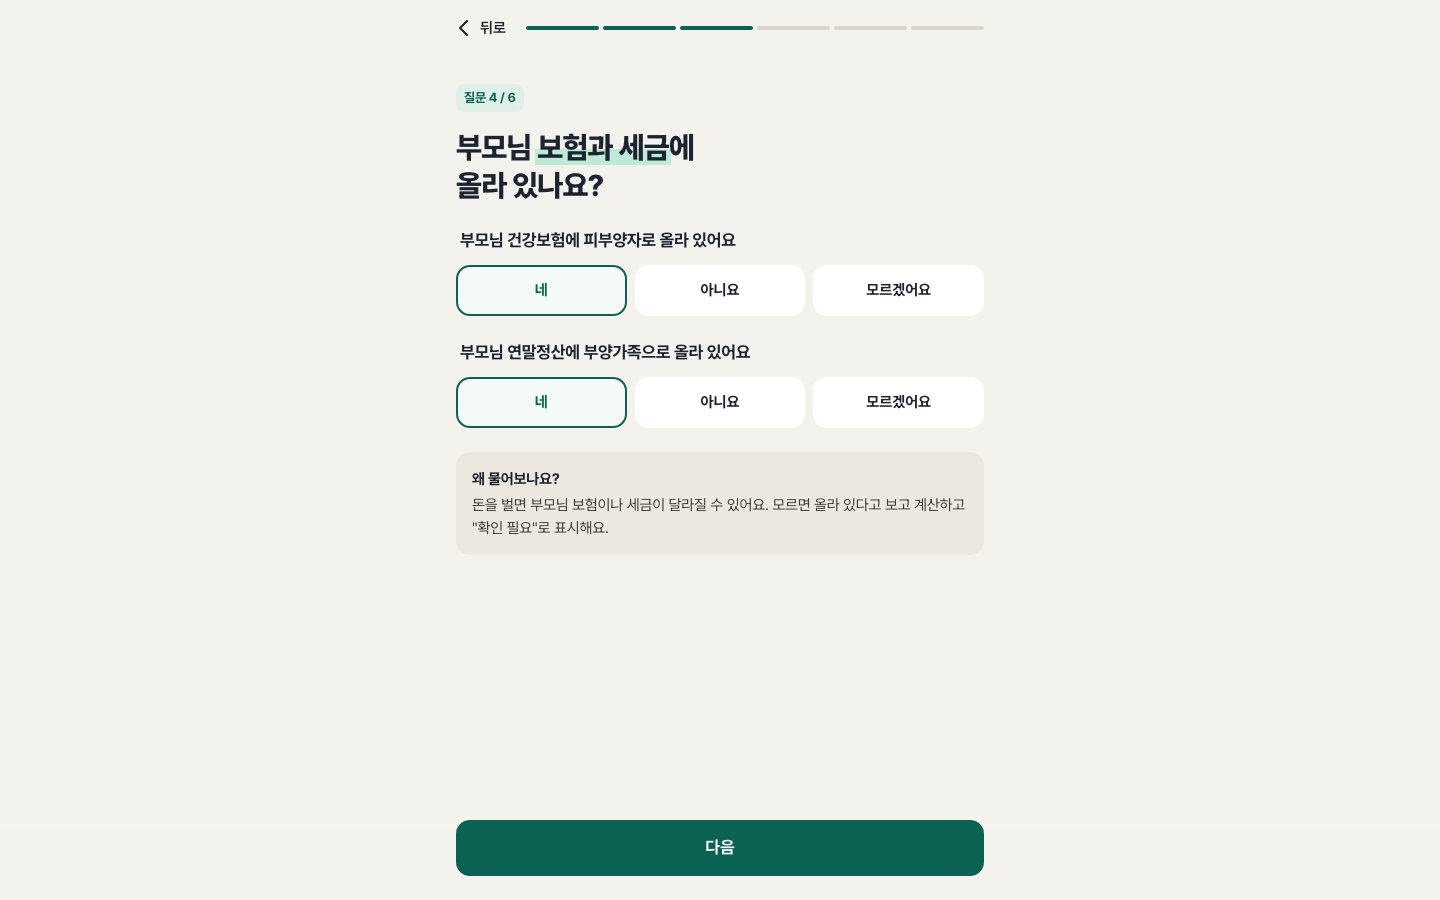 뒤로
질문 4 / 6
부모님 보험과 세금에
올라 있나요?
부모님 건강보험에 피부양자로 올라 있어요
네
아니요
모르겠어요
부모님 연말정산에 부양가족으로 올라 있어요
네
아니요
모르겠어요
왜 물어보나요?
돈을 벌면 부모님 보험이나 세금이 달라질 수 있어요. 모르면 올라 있다고 보고 계산하고
"확인 필요"로 표시해요.
다음